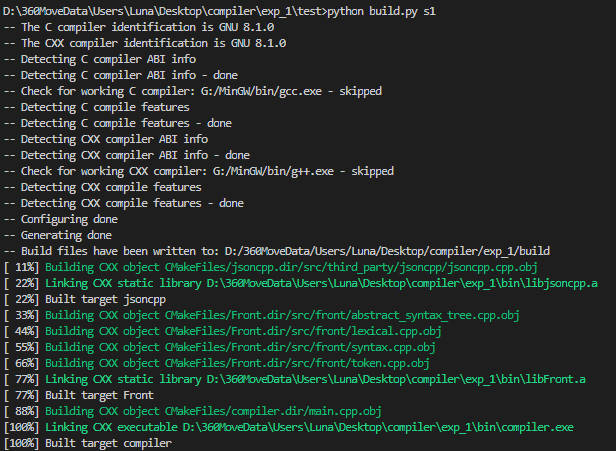 D:\360MoveData\Users\Luna\Desktop\compiler\exp_1\test>python build.py s1
-- The C compiler identification is GNU 8.1.0
-- The CXX compiler identification is GNU 8.1.0
-- Detecting C compiler ABI info
-- Detecting C compiler ABI info - done
-- Check for working C compiler: G:/MinGW/bin/gcc.exe - skipped
-- Detecting C compile features
-- Detecting C compile features - done
-- Detecting CXX compiler ABI info
-- Detecting CXX compiler ABI info - done
-- Check for working CXX compiler: G:/MinGW/bin/g++.exe - skipped
-- Detecting CXX compile features
-- Detecting CXX compile features - done
-- Configuring done
-- Generating done
-- Build files have been written to: D:/360MoveData/Users/Luna/Desktop/compiler/exp_1/build
[ 11%] Building CXX object CMakeFiles/jsoncpp.dir/src/third_party/jsoncpp/jsoncpp.cpp.obj
[ 22%] Linking CXX static library D:\360MoveData\Users\Luna\Desktop\compiler\exp_1\bin\libjsoncpp.a
[ 22%] Built target jsoncpp
[ 33%] Building CXX object CMakeFiles/Front.dir/src/front/abstract_syntax_tree.cpp.obj
[ 44%] Building CXX object CMakeFiles/Front.dir/src/front/lexical.cpp.obj
[ 55%] Building CXX object CMakeFiles/Front.dir/src/front/syntax.cpp.obj
[ 66%] Building CXX object CMakeFiles/Front.dir/src/front/token.cpp.obj
[ 77%] Linking CXX static library D:\360MoveData\Users\Luna\Desktop\compiler\exp_1\bin\libFront.a
[ 77%] Built target Front
[ 88%] Building CXX object CMakeFiles/compiler.dir/main.cpp.obj
[100%] Linking CXX executable D:\360MoveData\Users\Luna\Desktop\compiler\exp_1\bin\compiler.exe
[100%] Built target compiler